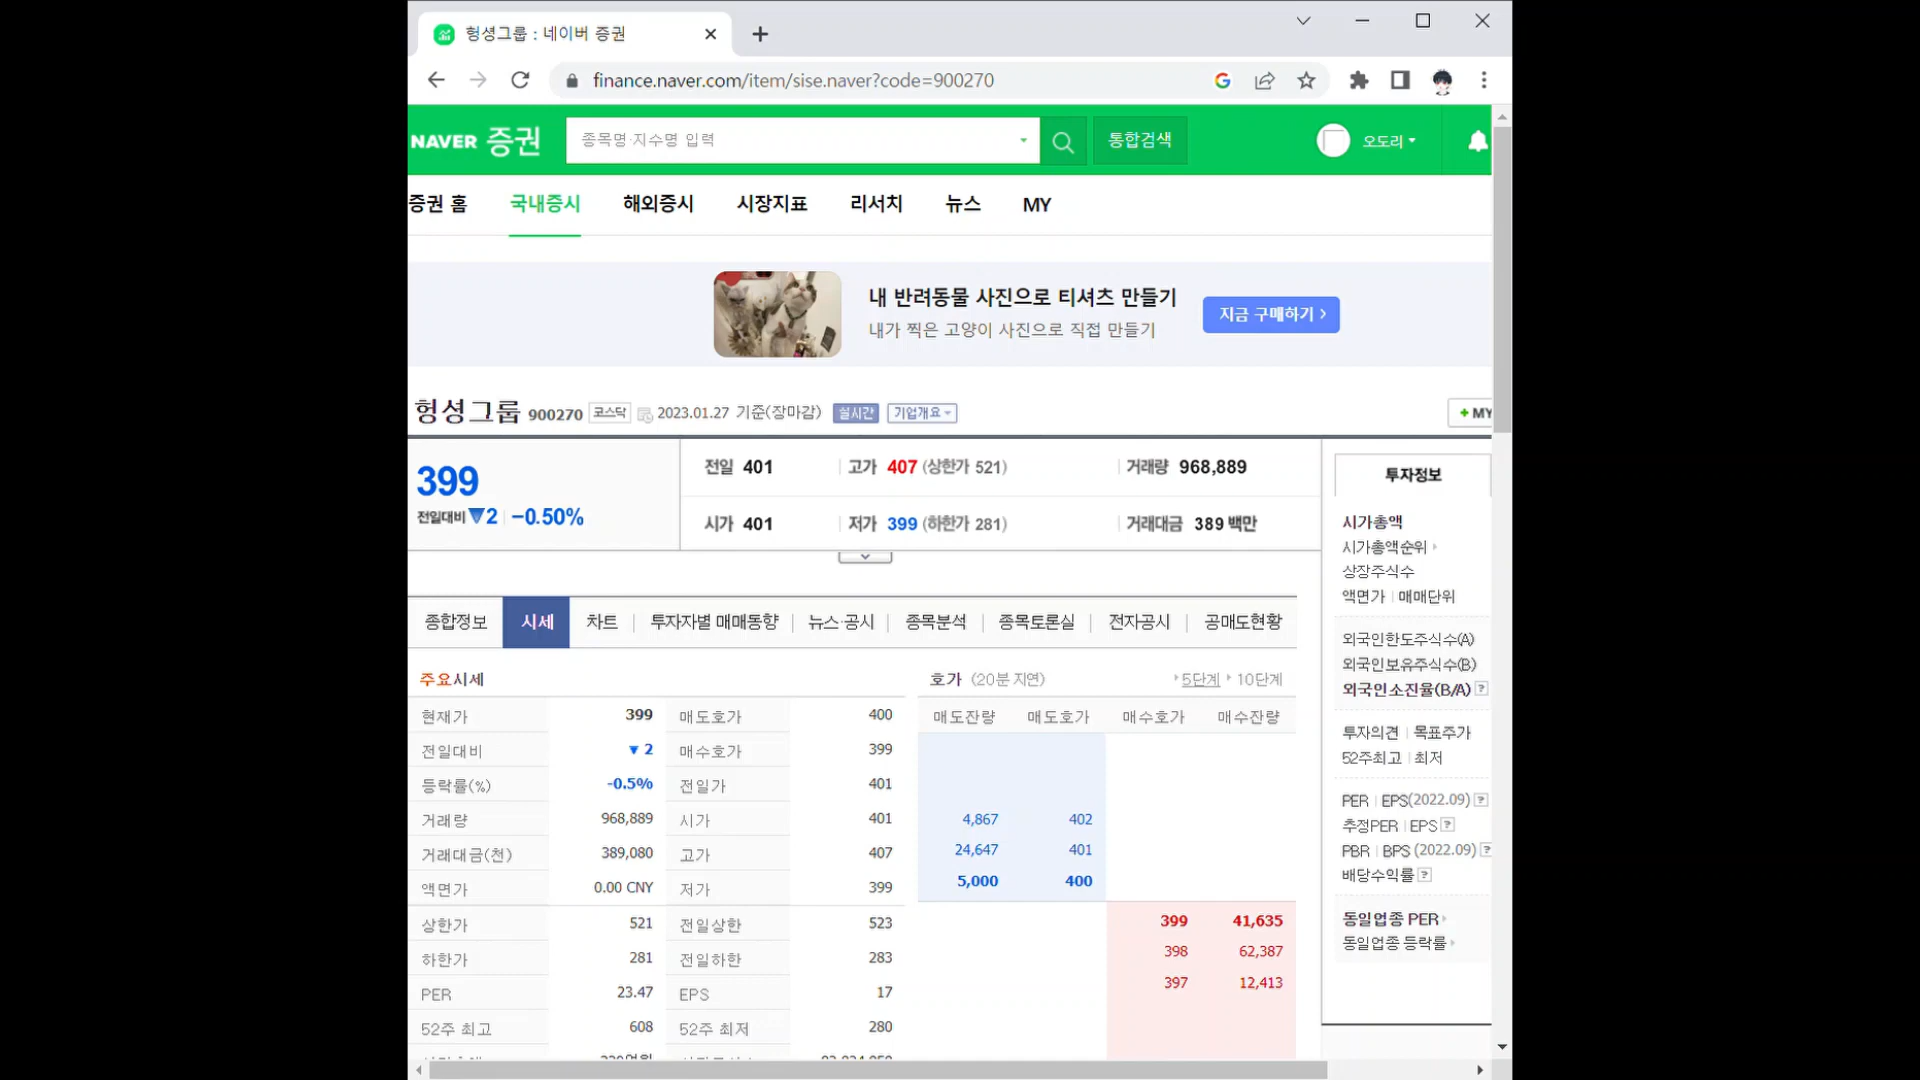 헝셩그룹 : 네이버 증권
finance.naver.com/item/sise.naver?code=900270
NAVER 증권
종목명·지수명 입력
통합검색
오도리
증권 홈 국내증시 해외증시 시장지표 리서치 뉴스 MY
내 반려동물 사진으로 티셔츠 만들기
내가 찍은 고양이 사진으로 직접 만들기
지금 구매하기 >
헝셩그룹 900270 코스닥 2023.01.27 기준(장마감) 실시간 기업개요
+ MY
399
전일대비 ▼2 -0.50%
전일 401 고가 407 (상한가 521) 거래량 968,889
시가 401 저가 399 (하한가 281) 거래대금 389 백만
종합정보 시세 차트 투자자별 매매동향 뉴스·공시 종목분석 종목토론실 전자공시 공매도현황
주요시세
현재가 399 매도호가 400
전일대비 ▼ 2 매수호가 399
등락률(%) -0.5% 전일가 401
거래량 968,889 시가 401
거래대금(천) 389,080 고가 407
액면가 0.00 CNY 저가 399
상한가 521 전일상한 523
하한가 281 전일하한 283
PER 23.47 EPS 17
52주 최고 608 52주 최저 280
호가 (20분 지연) 5단계 10단계
매도잔량 매도호가 매수호가 매수잔량
4,867 402
24,647 401
5,000 400
399 41,635
398 62,387
397 12,413
투자정보
시가총액
시가총액순위
상장주식수
액면가 | 매매단위
외국인한도주식수(A)
외국인보유주식수(B)
외국인소진율(B/A) ?
투자의견 | 목표주가
52주최고 | 최저
PER | EPS(2022.09) ?
추정PER | EPS ?
PBR | BPS (2022.09) ?
배당수익률 ?
동일업종 PER
동일업종 등락률